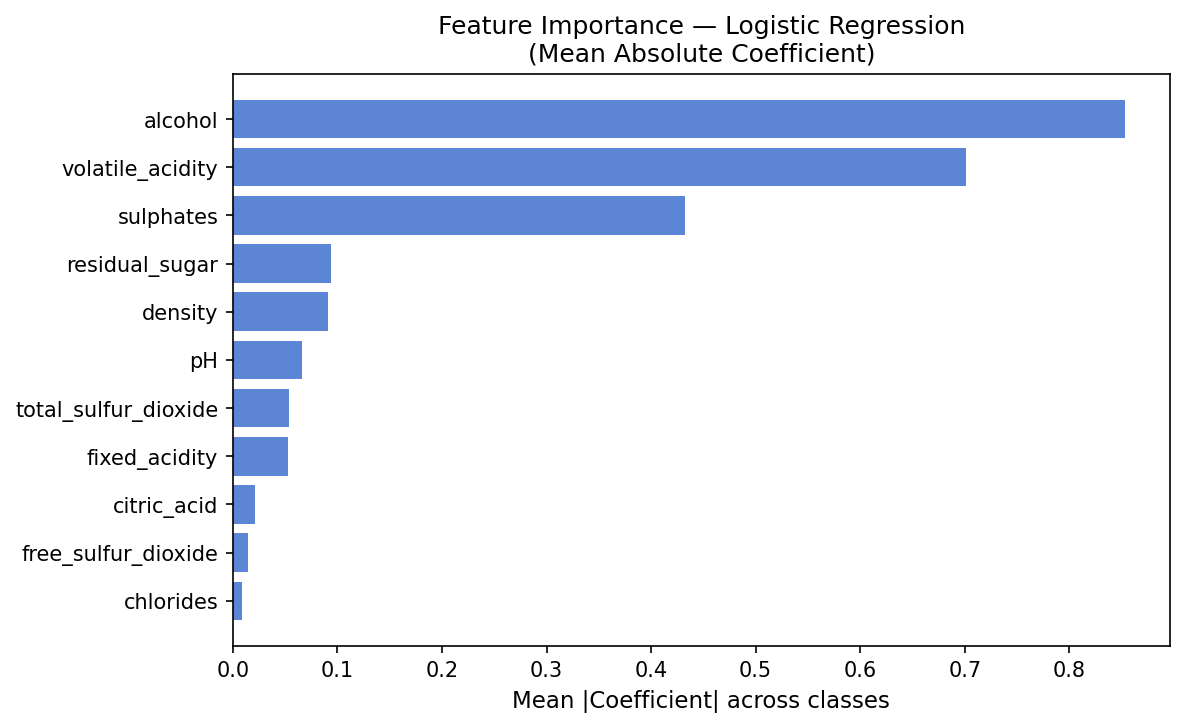 Feature Importance — Logistic Regression
(Mean Absolute Coefficient)
alcohol
volatile_acidity
sulphates
residual_sugar
density
pH
total_sulfur_dioxide
fixed_acidity
citric_acid
free_sulfur_dioxide
chlorides
0.0 0.1 0.2 0.3 0.4 0.5 0.6 0.7 0.8
Mean |Coefficient| across classes